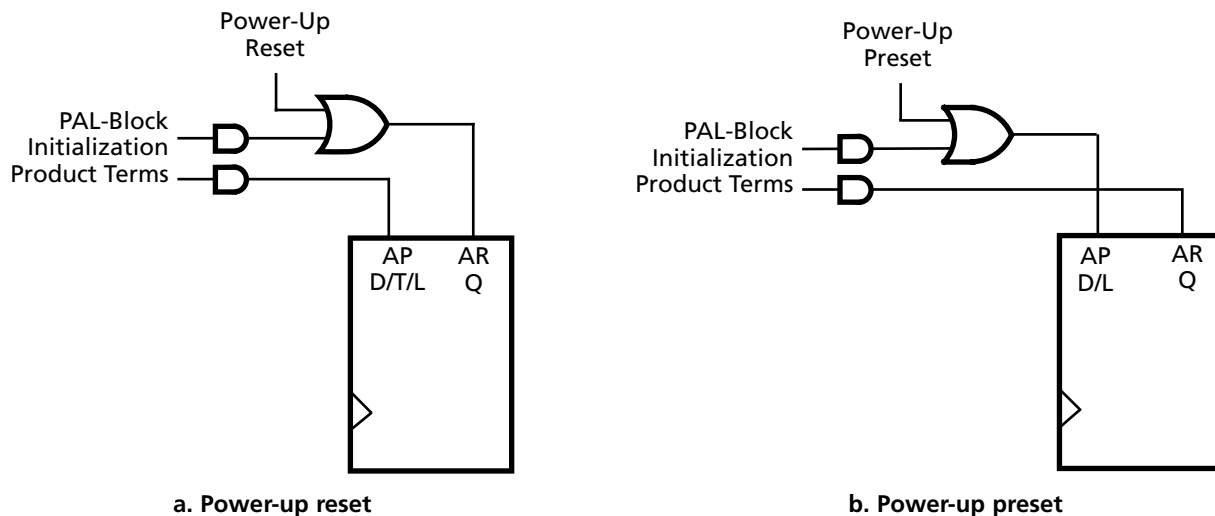 Power-Up
Reset
PAL-Block
Initialization
Product Terms
AP
AR
D/T/L
Q
a. Power-up reset
Power-Up
Preset
PAL-Block
Initialization
Product Terms
AP
AR
D/L
Q
b. Power-up preset